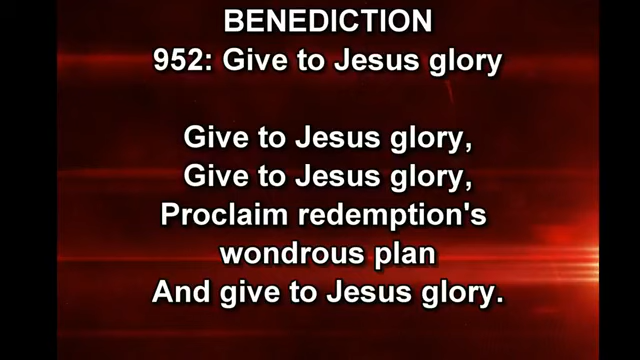 BENEDICTION
952: Give to Jesus glory
Give to Jesus glory,
Give to Jesus glory,
Proclaim redemption's
wondrous plan
And give to Jesus glory.